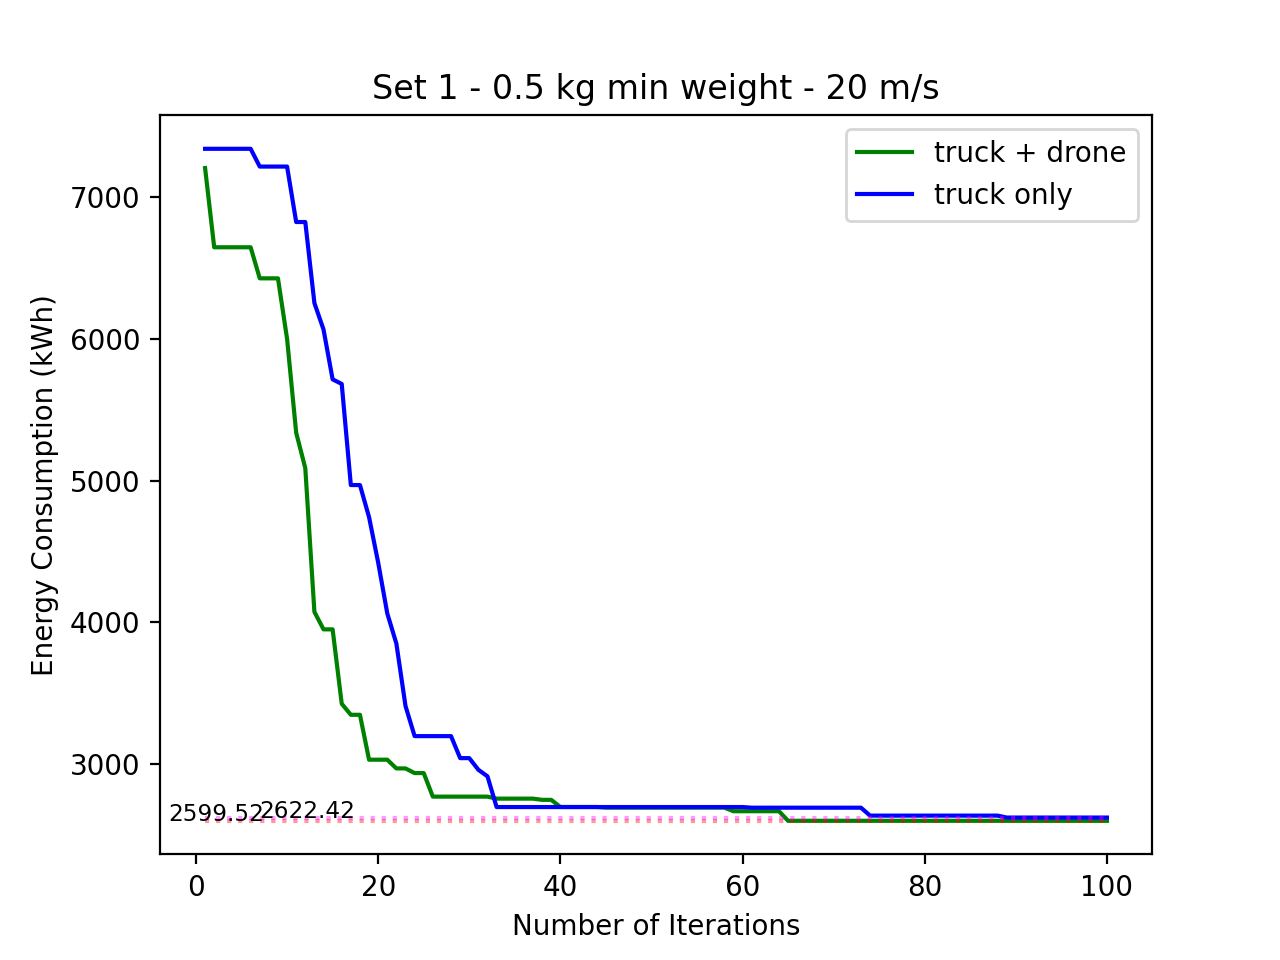 Set 1 - 0.5 kg min weight - 20 m/s
truck + drone
truck only
Energy Consumption (kWh)
7000
6000
5000
4000
3000
2599.52
2622.42
0 20 40 60 80 100
Number of Iterations